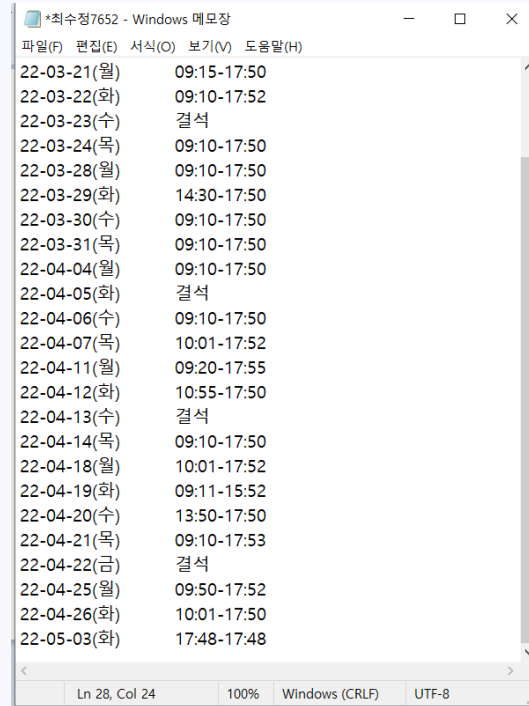 *최수정7652 - Windows 메모장
파일(F) 편집(E) 서식(O) 보기(V) 도움말(H)
22-03-21(월) 09:15-17:50
22-03-22(화) 09:10-17:52
22-03-23(수) 결석
22-03-24(목) 09:10-17:50
22-03-28(월) 09:10-17:50
22-03-29(화) 14:30-17:50
22-03-30(수) 09:10-17:50
22-03-31(목) 09:10-17:50
22-04-04(월) 09:10-17:50
22-04-05(화) 결석
22-04-06(수) 09:10-17:50
22-04-07(목) 10:01-17:52
22-04-11(월) 09:20-17:55
22-04-12(화) 10:55-17:50
22-04-13(수) 결석
22-04-14(목) 09:10-17:50
22-04-18(월) 10:01-17:52
22-04-19(화) 09:11-15:52
22-04-20(수) 13:50-17:50
22-04-21(목) 09:10-17:53
22-04-22(금) 결석
22-04-25(월) 09:50-17:52
22-04-26(화) 10:01-17:50
22-05-03(화) 17:48-17:48
Ln 28, Col 24 100% Windows (CRLF) UTF-8